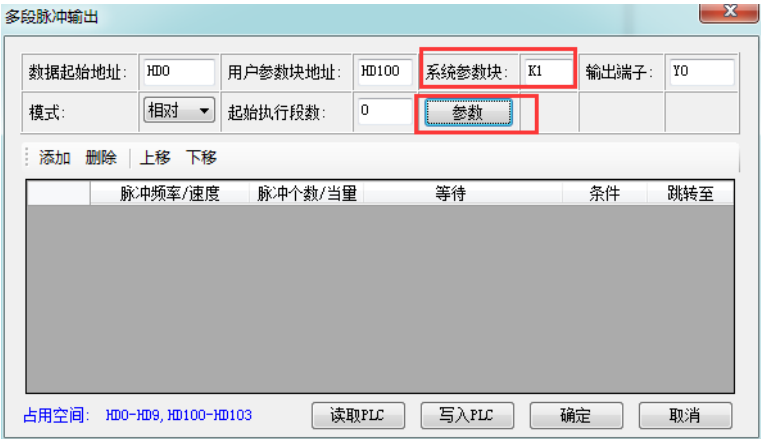 多段脉冲输出
数据起始地址: HD0 用户参数块地址: HD100 系统参数块: K1 输出端子: Y0
模式: 相对 起始执行段数: 0 参数
添加 删除 上移 下移
脉冲频率/速度 脉冲个数/当量 等待 条件 跳转至
占用空间: HD0-HD9,HD100-HD103 读取PLC 写入PLC 确定 取消